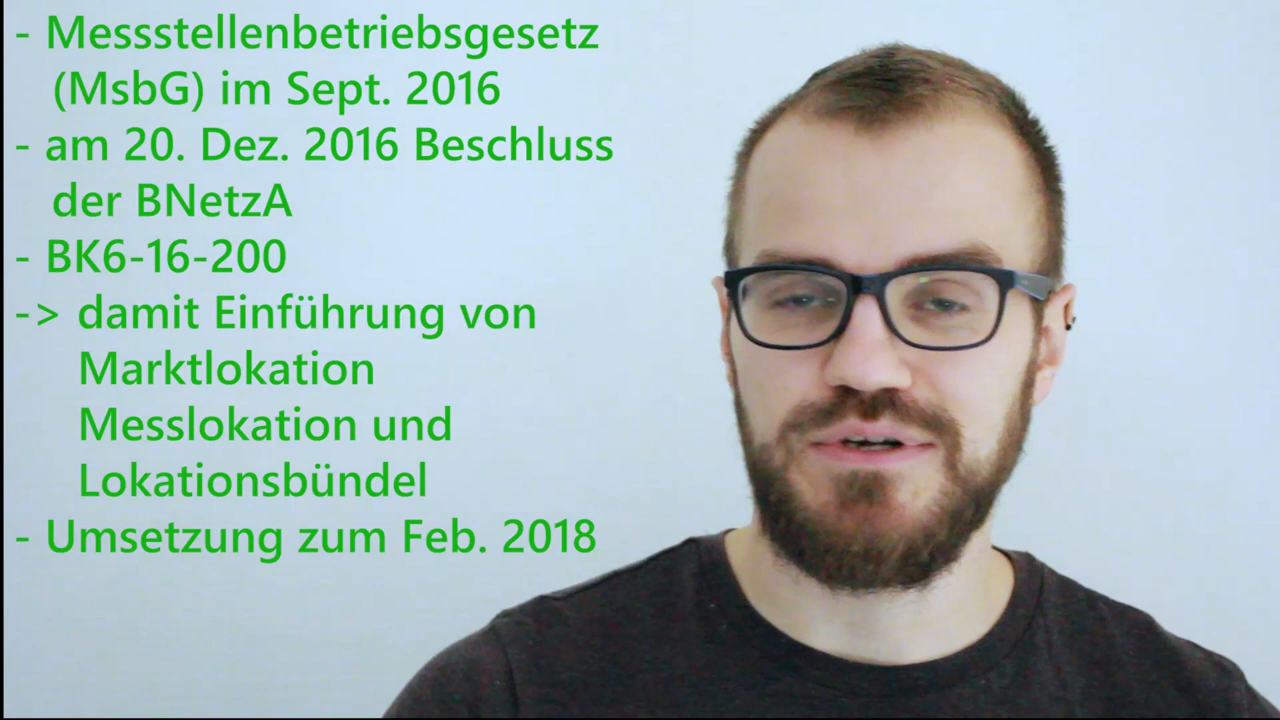 - Messstellenbetriebsgesetz
(MsbG) im Sept. 2016
- am 20. Dez. 2016 Beschluss
der BNetzA
- BK6-16-200
-> damit Einführung von
Marktlokation
Messlokation und
Lokationsbündel
- Umsetzung zum Feb. 2018